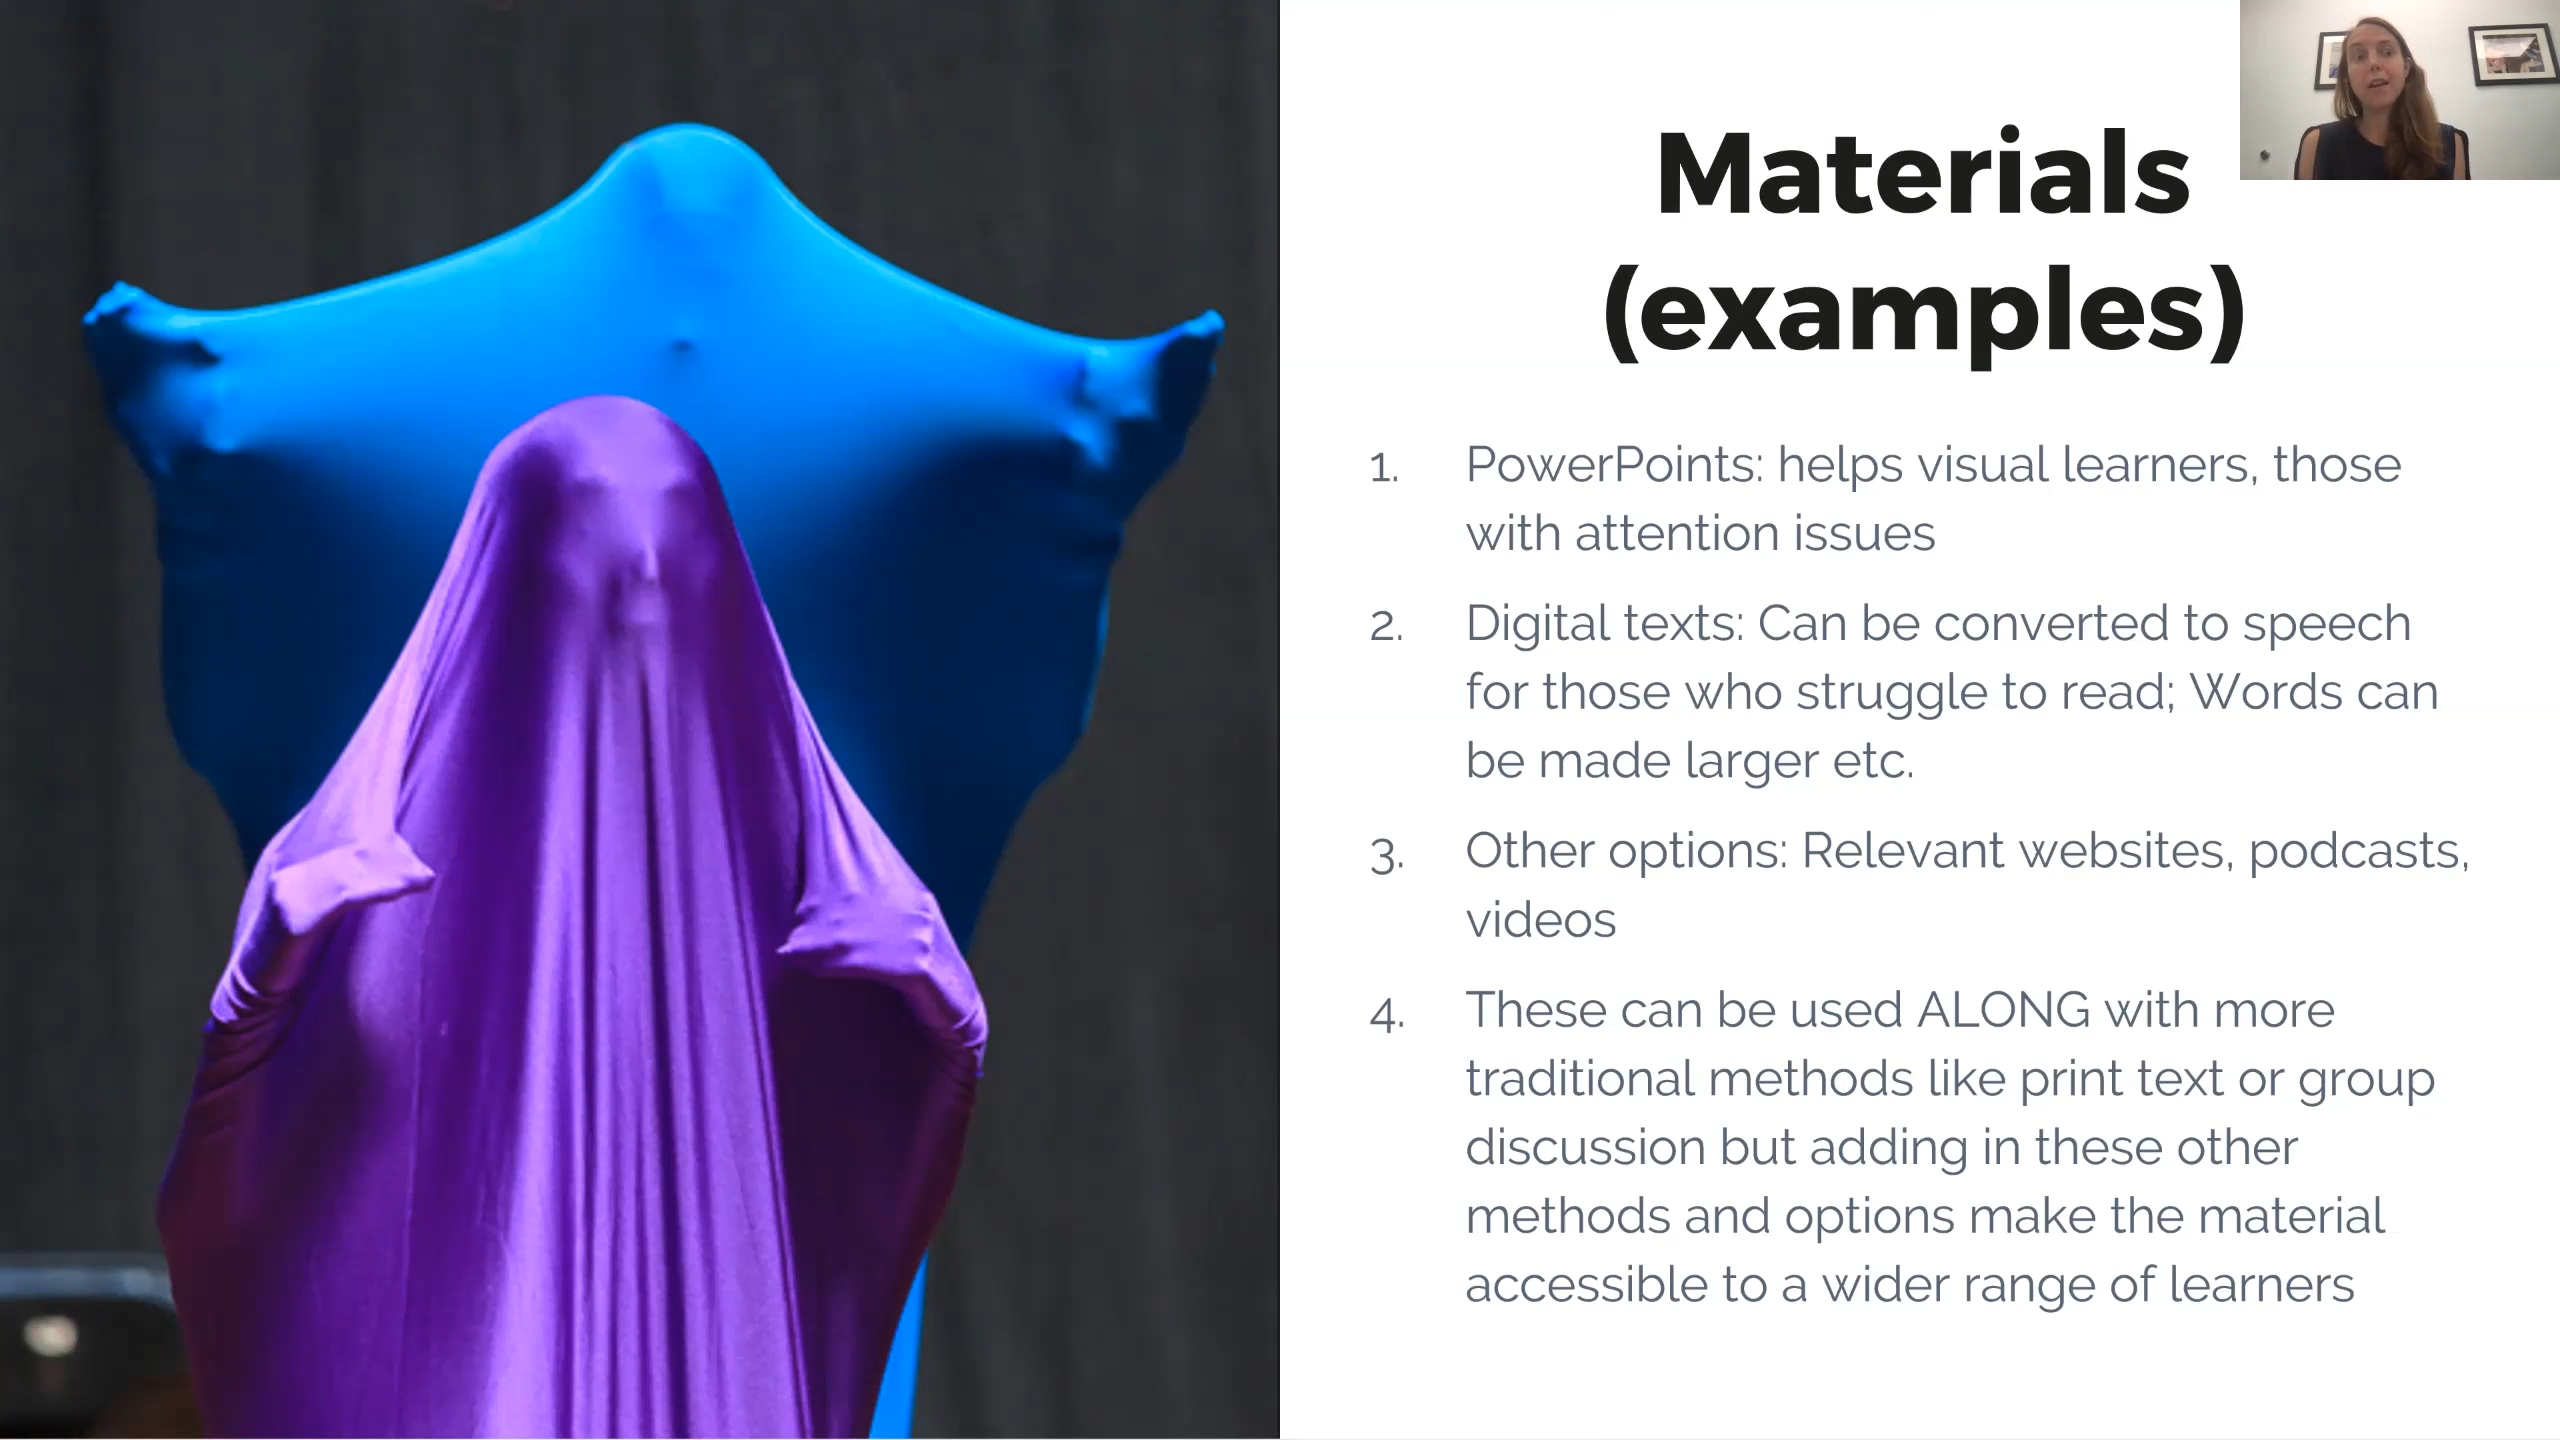 Materials
(examples)
1. PowerPoints: helps visual learners, those
with attention issues
2. Digital texts: Can be converted to speech
for those who struggle to read; Words can
be made larger etc.
3. Other options: Relevant websites, podcasts,
videos
4. These can be used ALONG with more
traditional methods like print text or group
discussion but adding in these other
methods and options make the material
accessible to a wider range of learners